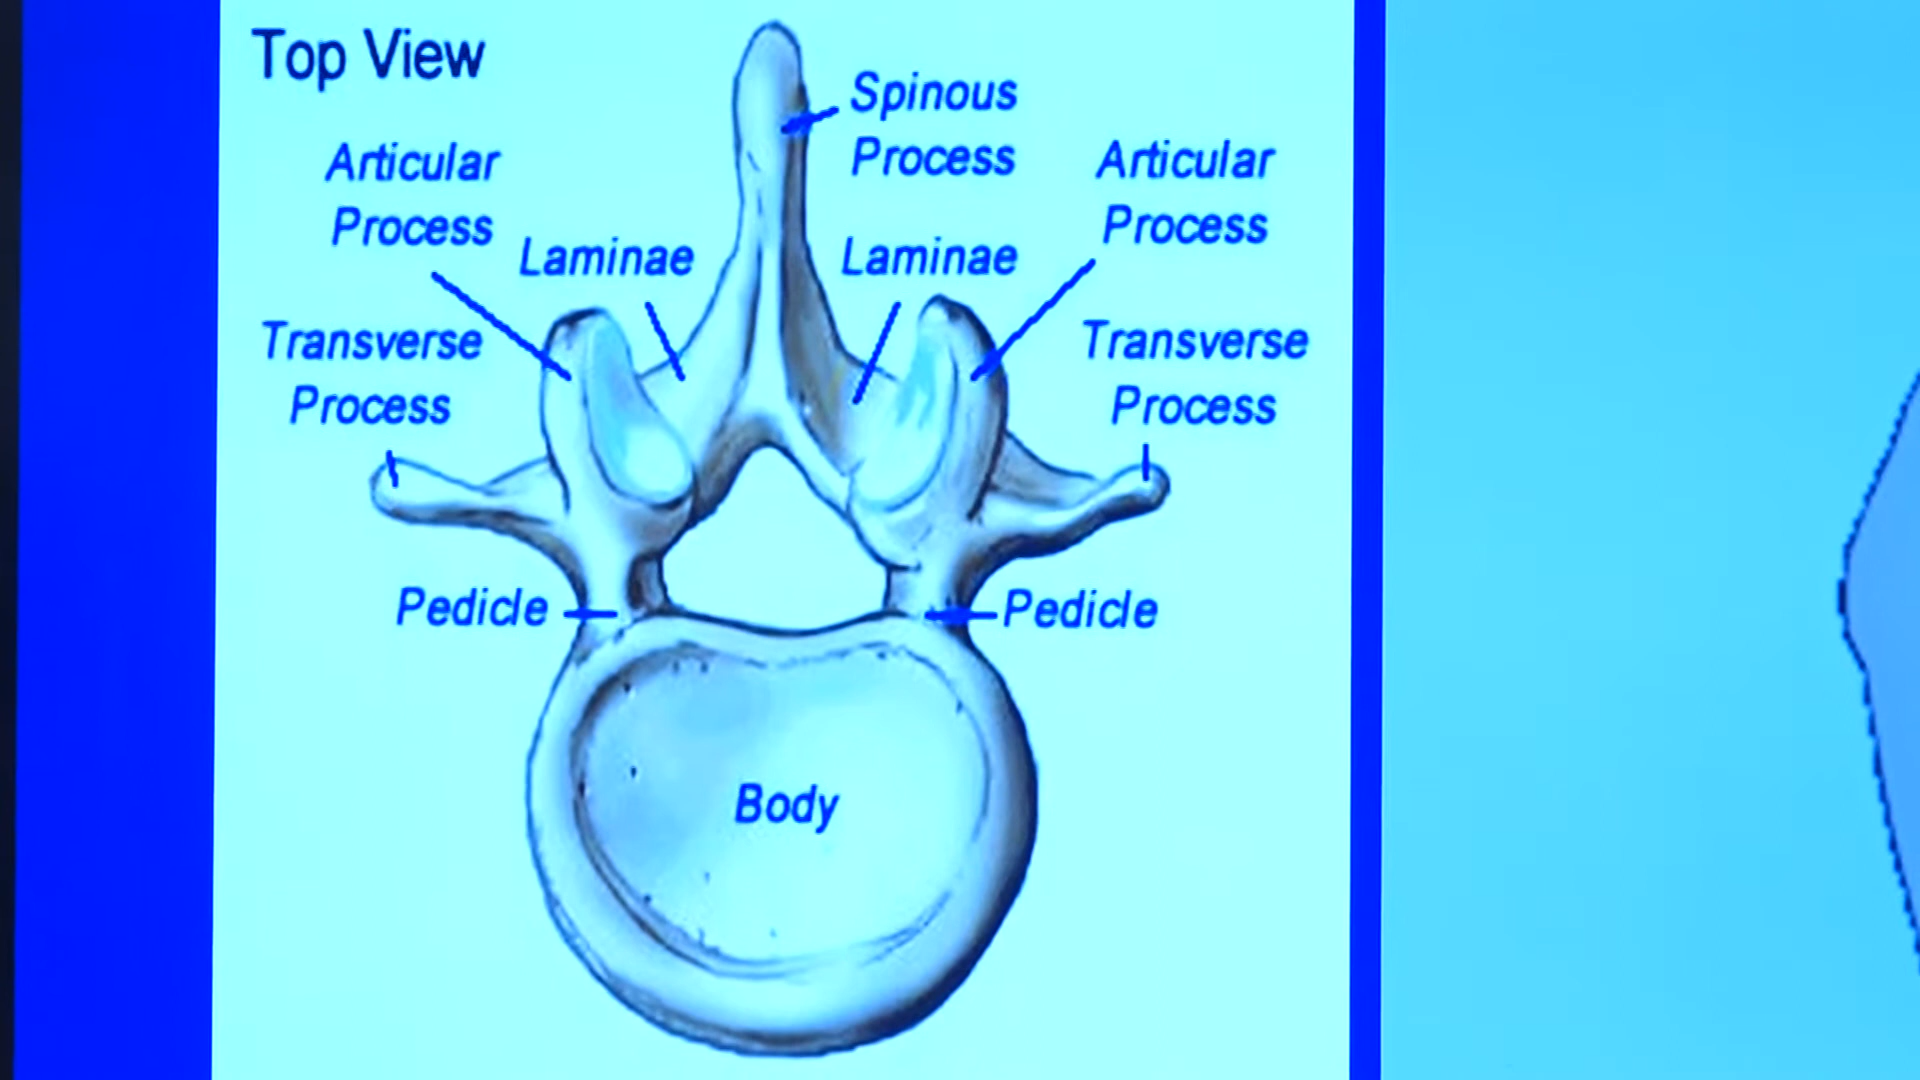 Top View
Spinous
Process
Articular
Process
Articular
Process
Laminae
Laminae
Transverse
Process
Transverse
Process
Pedicle
Pedicle
Body